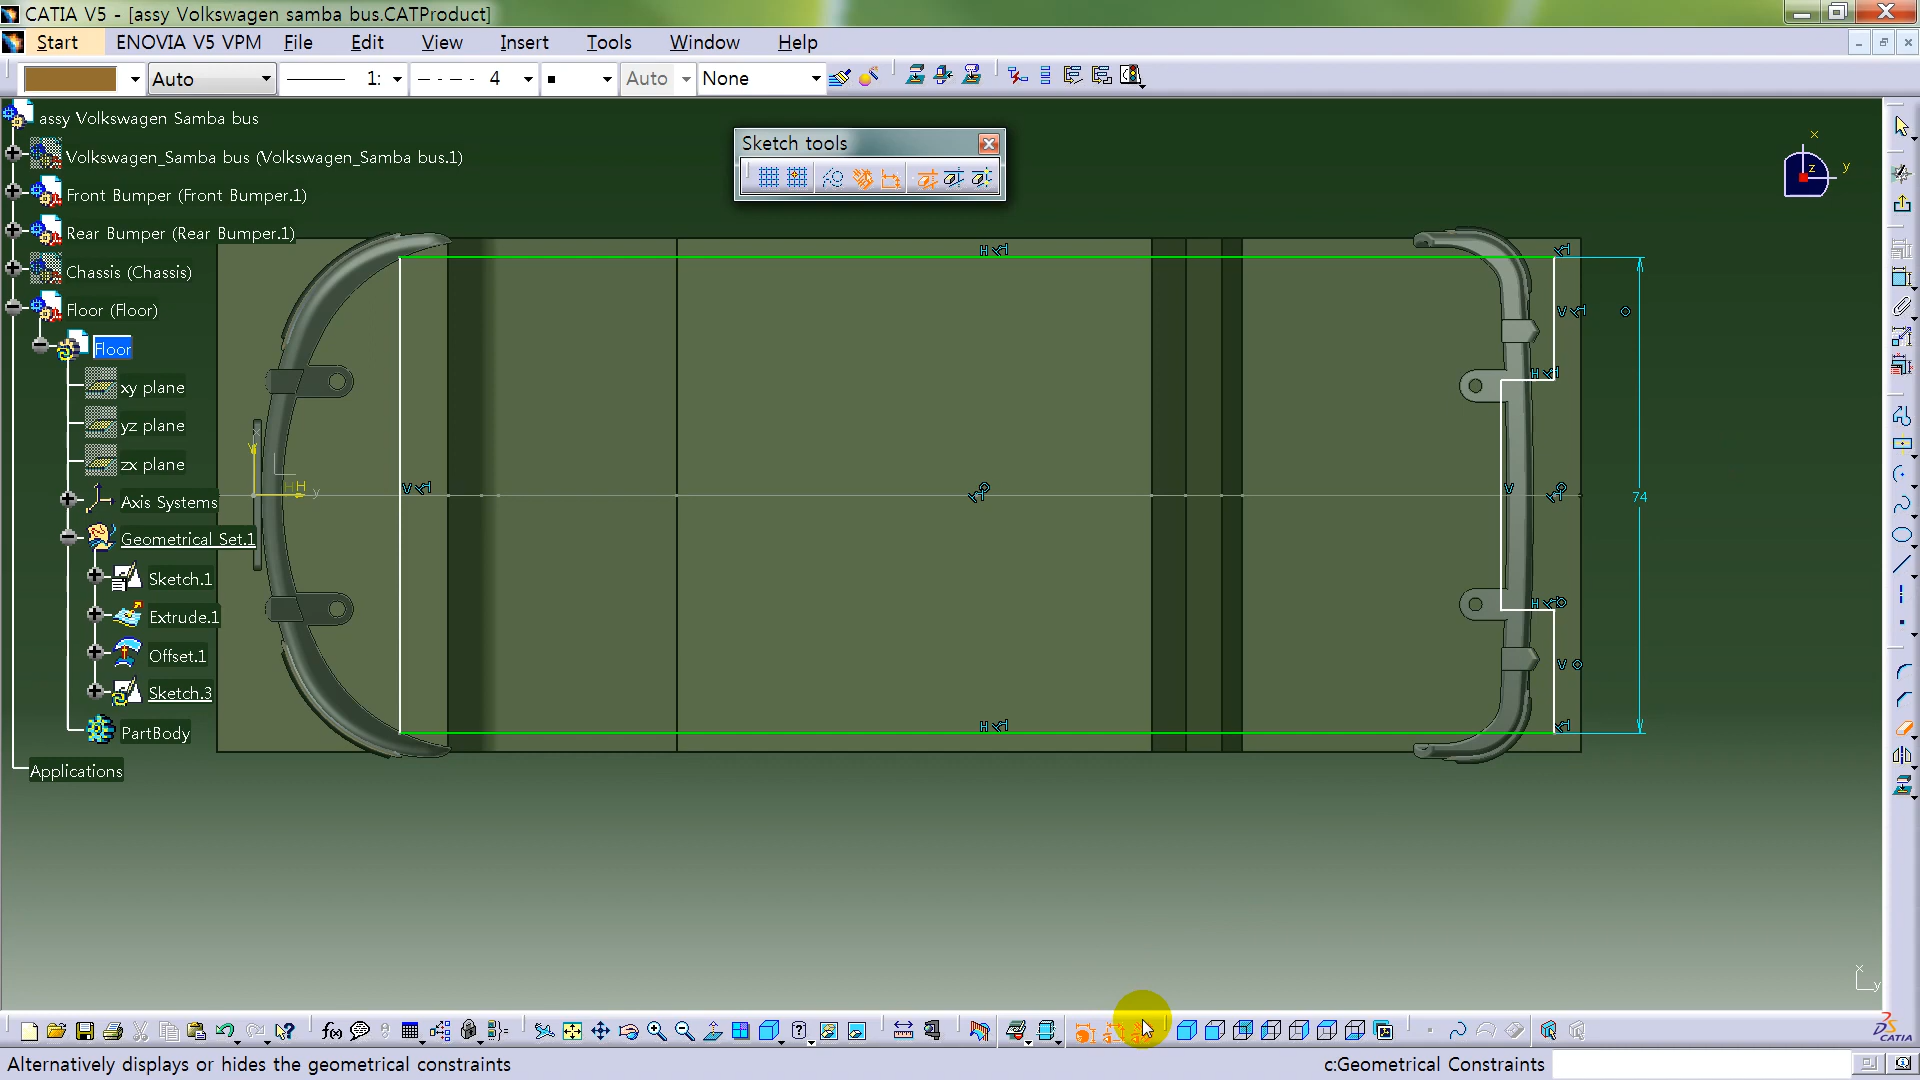 CATIA V5 - [assy Volkswagen samba bus.CATProduct]
Start ENOVIA V5 VPM File Edit View Insert Tools Window Help
Auto 1: 4 Auto None
assy Volkswagen Samba bus
Volkswagen_Samba bus (Volkswagen_Samba bus.1)
Front Bumper (Front Bumper.1)
Rear Bumper (Rear Bumper.1)
Chassis (Chassis)
Floor (Floor)
Floor
xy plane
yz plane
zx plane
Axis Systems
Geometrical Set.1
Sketch.1
Extrude.1
Offset.1
Sketch.3
PartBody
Applications
Sketch tools
x
y
z
H
V
H
V
H
V
H
V
H
V
H
y
74
x
y
CATIA
Alternatively displays or hides the geometrical constraints
c:Geometrical Constraints